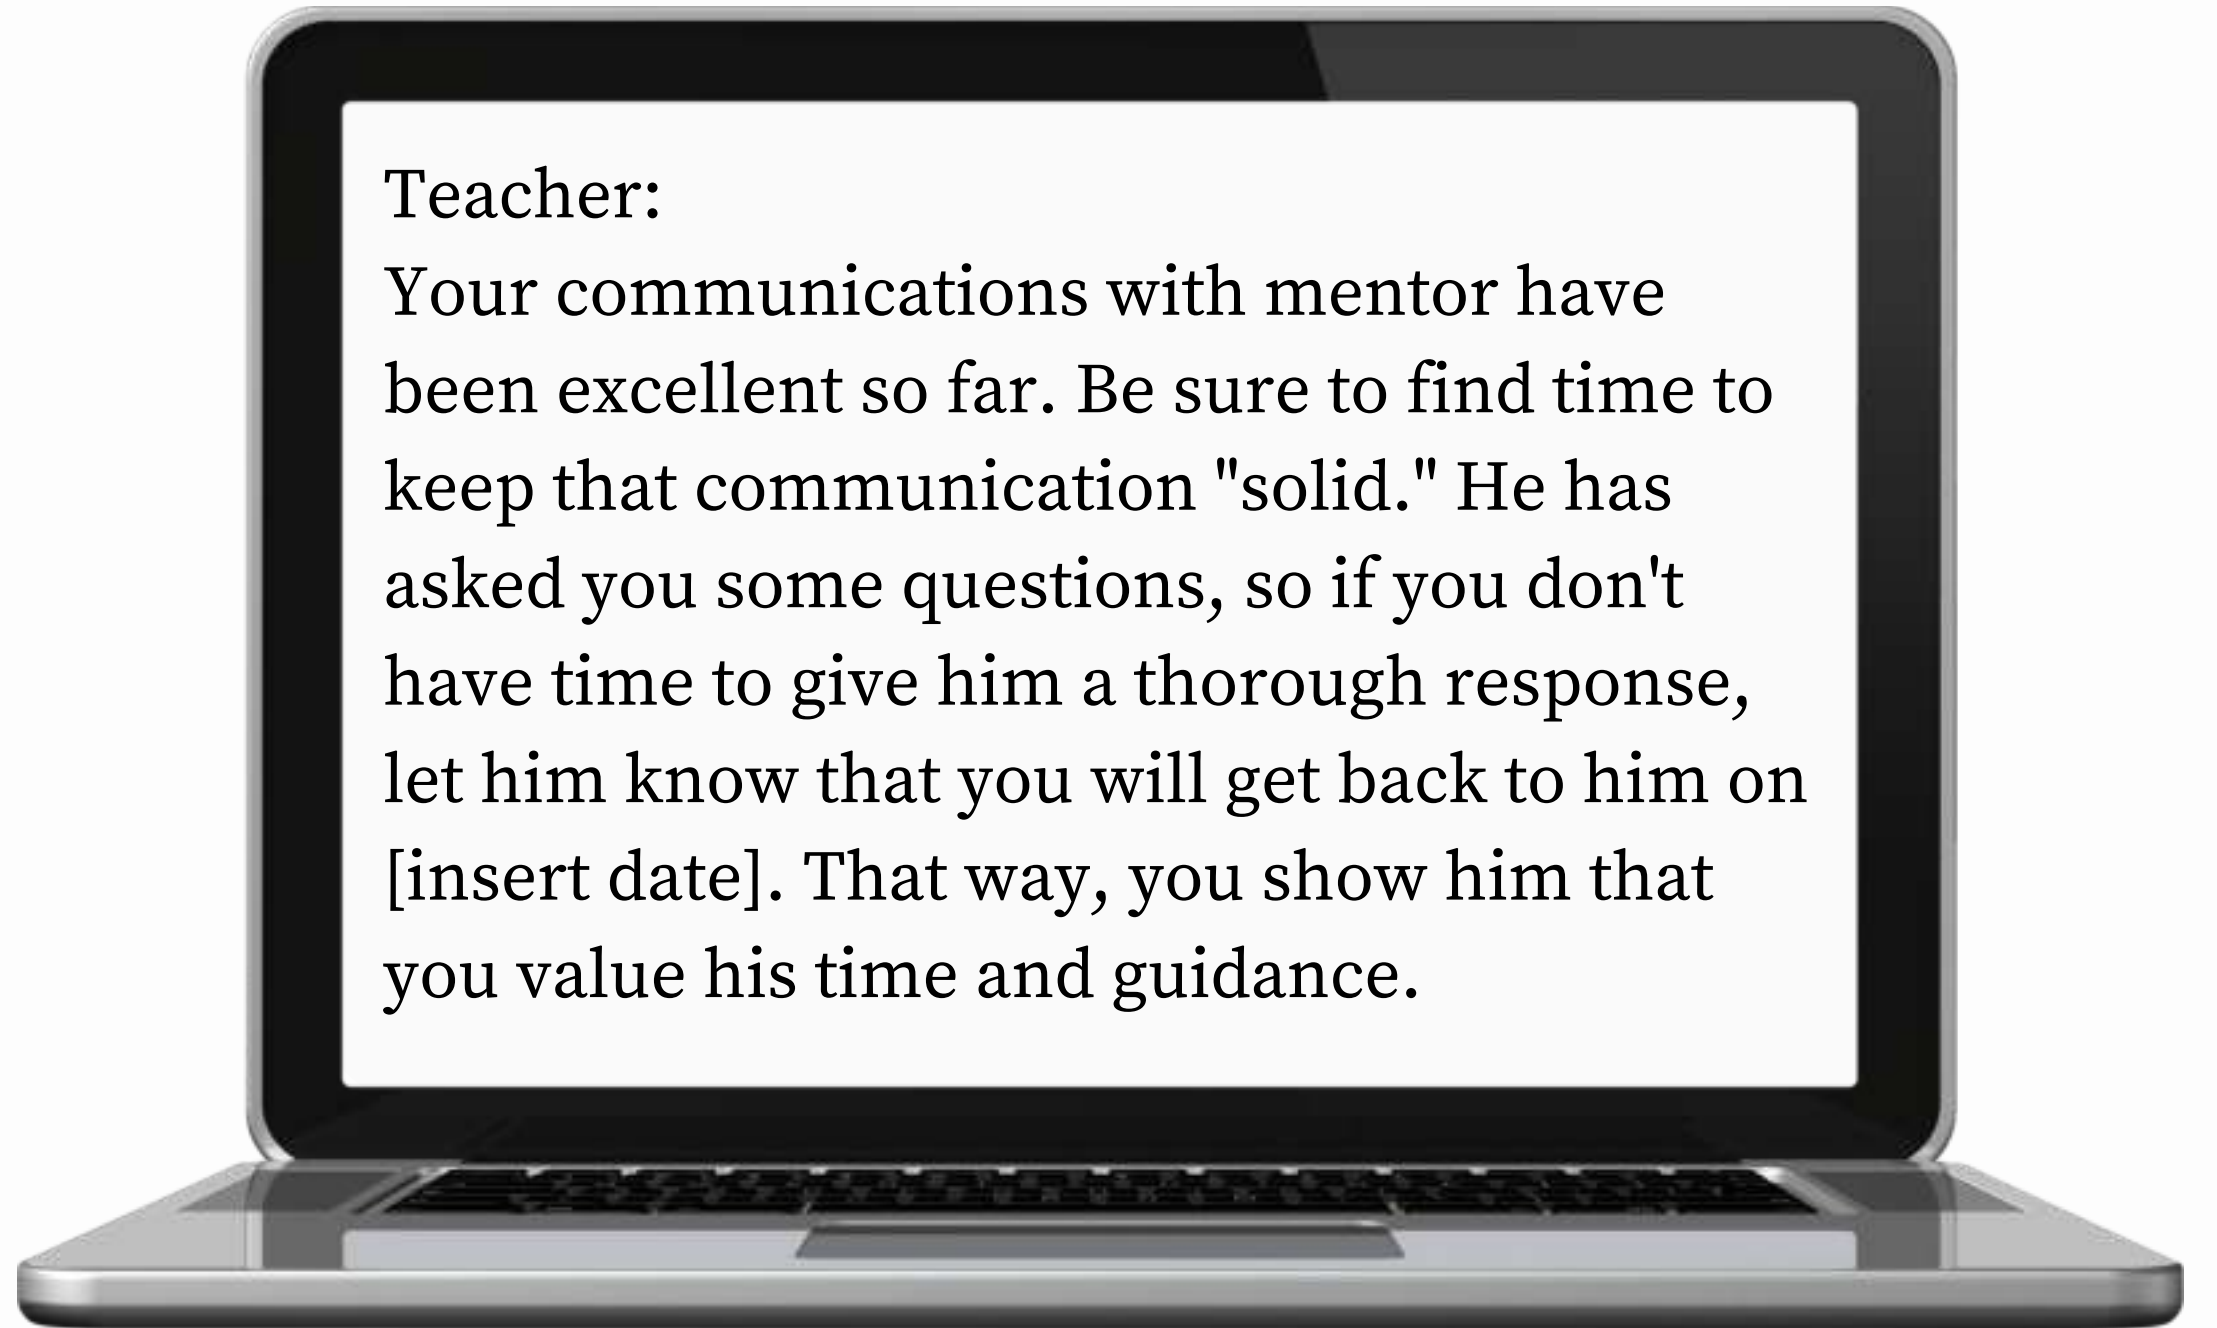 Teacher:
Your communications with mentor have
been excellent so far. Be sure to find time to
keep that communication "solid." He has
asked you some questions, so if you don't
have time to give him a thorough response,
let him know that you will get back to him on
[insert date]. That way, you show him that
you value his time and guidance.